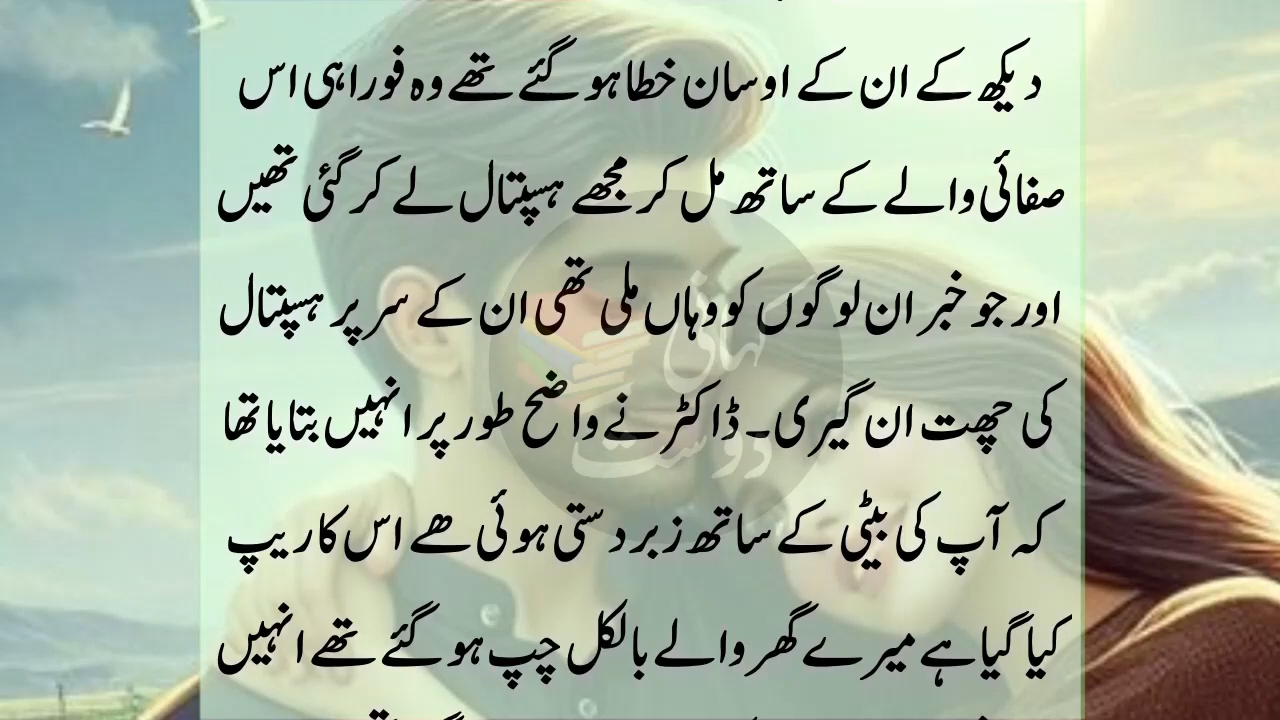 دیکھ کے ان کے اوسان خطا ہو گئے تھے وہ فورا ہی اس
صفائی والے کے ساتھ مل کر مجھے ہسپتال لے کر گئی تھیں
اور جو خبر ان لوگوں کو وہاں ملی تھی ان کے سر پر ہسپتال
کی چھت ان گیری۔ ڈاکٹر نے واضح طور پر انہیں بتایا تھا
کہ آپ کی بیٹی کے ساتھ زبردستی ہوئی ھے اس کا ریپ
کیا گیا ہے میرے گھر والے بالکل چپ ہو گئے تھے انہیں
کہانی
دوست